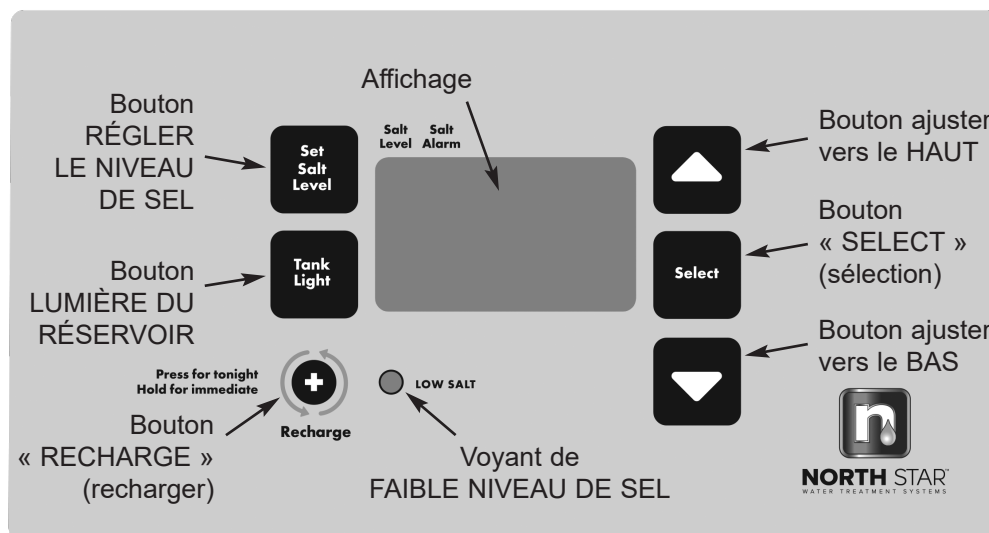 Affichage
Bouton
RÉGLER
LE NIVEAU
DE SEL
Set
Salt
Level
Salt
Level
Salt
Alarm
Bouton ajuster
vers le HAUT
Bouton
LUMIÈRE DU
RÉSERVOIR
Tank
Light
Select
Bouton
« SELECT »
(sélection)
Bouton ajuster
vers le BAS
Press for tonight
Hold for immediate
Recharge
LOW SALT
Bouton
« RECHARGE »
(recharger)
Voyant de
FAIBLE NIVEAU DE SEL
n
NORTH STAR™
WATER TREATMENT SYSTEMS